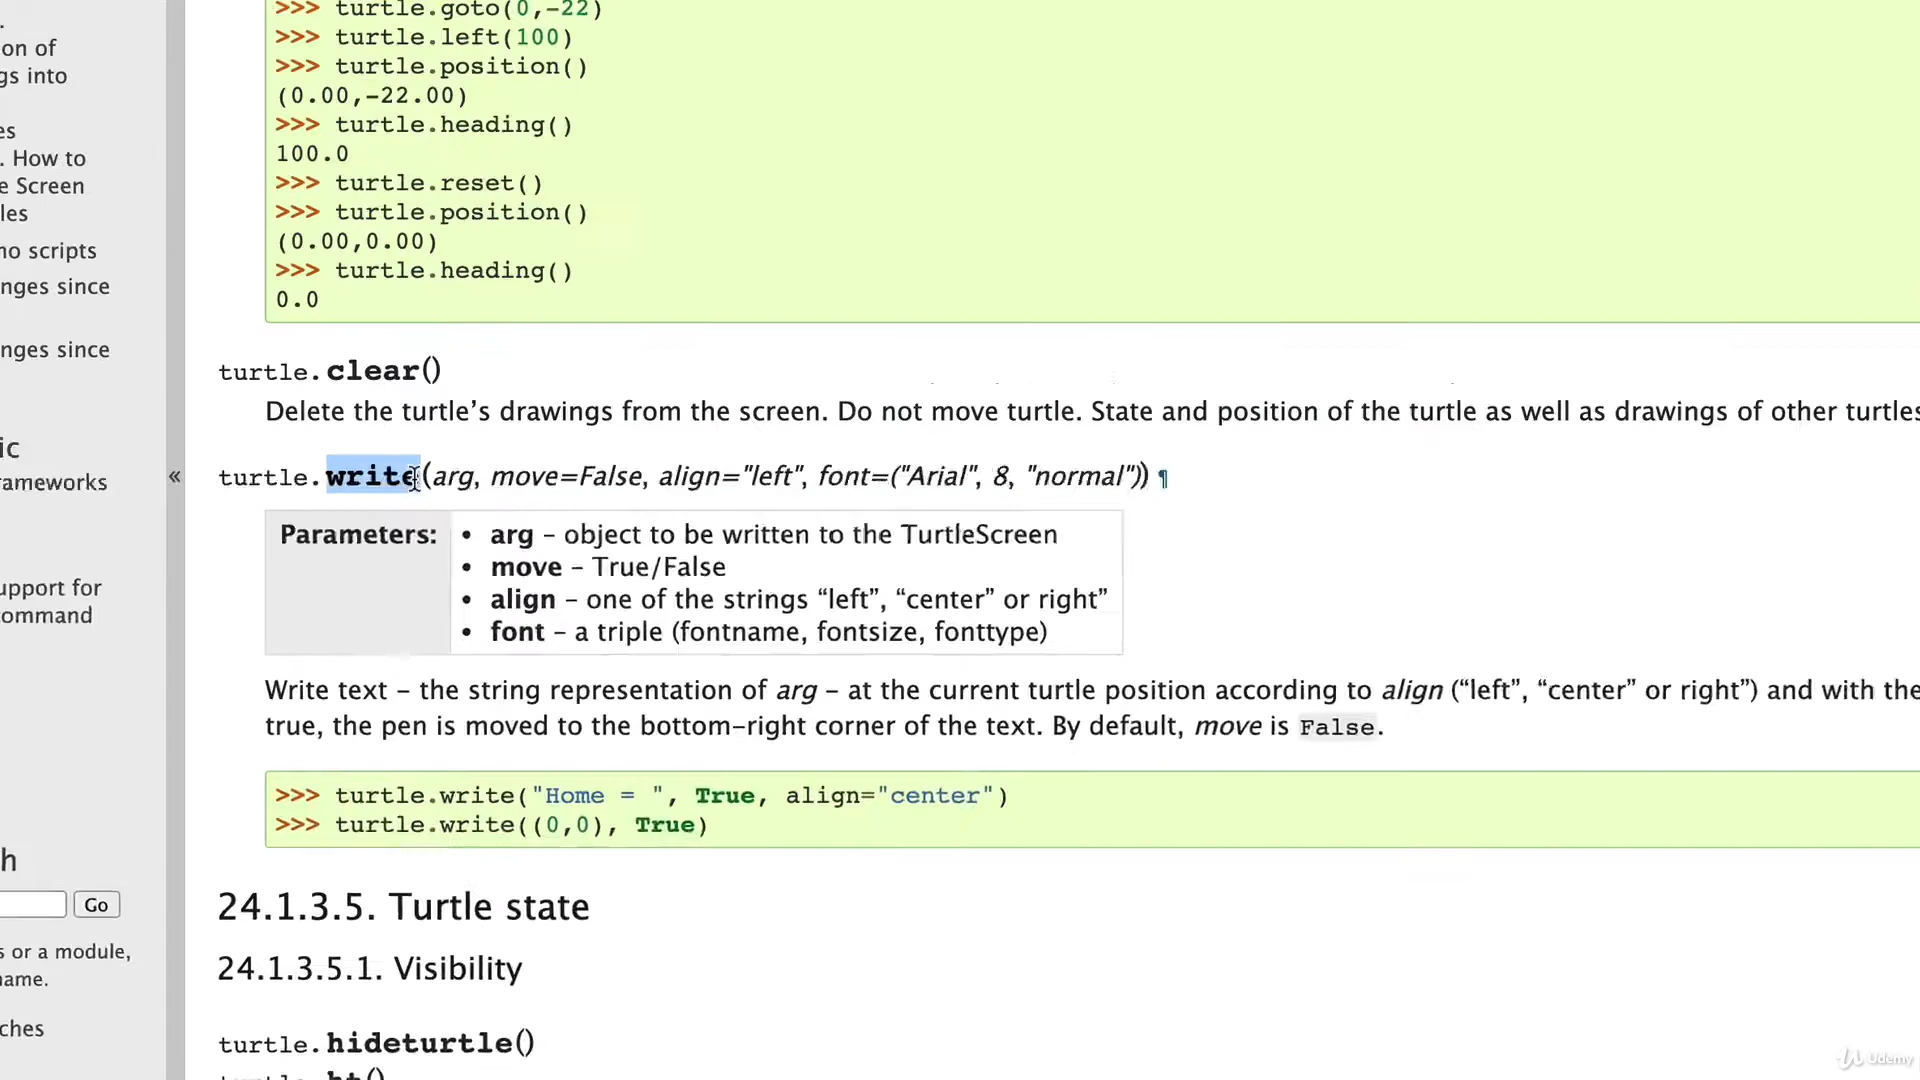 >>> turtle.goto(0,-22)
>>> turtle.left(100)
>>> turtle.position()
(0.00,-22.00)
>>> turtle.heading()
100.0
>>> turtle.reset()
>>> turtle.position()
(0.00,0.00)
>>> turtle.heading()
0.0
on of
gs into
es
. How to
e Screen
les
no scripts
nges since
nges since
ic
ameworks
upport for
ommand
h
Go
s or a module,
name.
ches
«
turtle.clear()
Delete the turtle’s drawings from the screen. Do not move turtle. State and position of the turtle as well as drawings of other turtles
turtle.write(arg, move=False, align="left", font=("Arial", 8, "normal")) ¶
Parameters:
• arg – object to be written to the TurtleScreen
• move – True/False
• align – one of the strings “left”, “center” or right”
• font – a triple (fontname, fontsize, fonttype)
Write text – the string representation of arg – at the current turtle position according to align (“left”, “center” or right”) and with the
true, the pen is moved to the bottom-right corner of the text. By default, move is False.
>>> turtle.write("Home = ", True, align="center")
>>> turtle.write((0,0), True)
24.1.3.5. Turtle state
24.1.3.5.1. Visibility
turtle.hideturtle()
turtle.ht()
Udemy